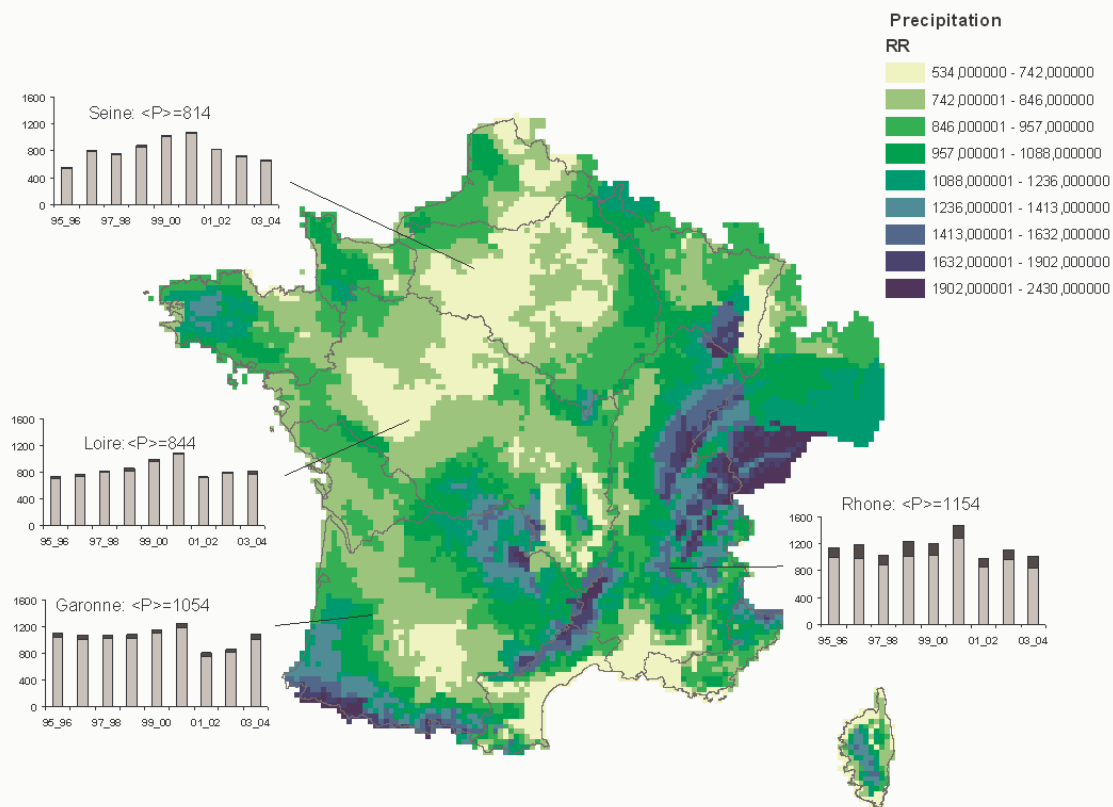 Precipitation
RR
534,000000 - 742,000000
742,000001 - 846,000000
846,000001 - 957,000000
957,000001 - 1088,000000
1088,000001 - 1236,000000
1236,000001 - 1413,000000
1413,000001 - 1632,000000
1632,000001 - 1902,000000
1902,000001 - 2430,000000
Seine: <P>=814
1600
1200
800
400
0
95_96 97_98 99_00 01_02 03_04
Loire: <P>=844
1600
1200
800
400
0
95_96 97_98 99_00 01_02 03_04
Garonne: <P>=1054
1600
1200
800
400
0
95_96 97_98 99_00 01_02 03_04
Rhone: <P>=1154
1600
1200
800
400
0
95_96 97_98 99_00 01_02 03_04